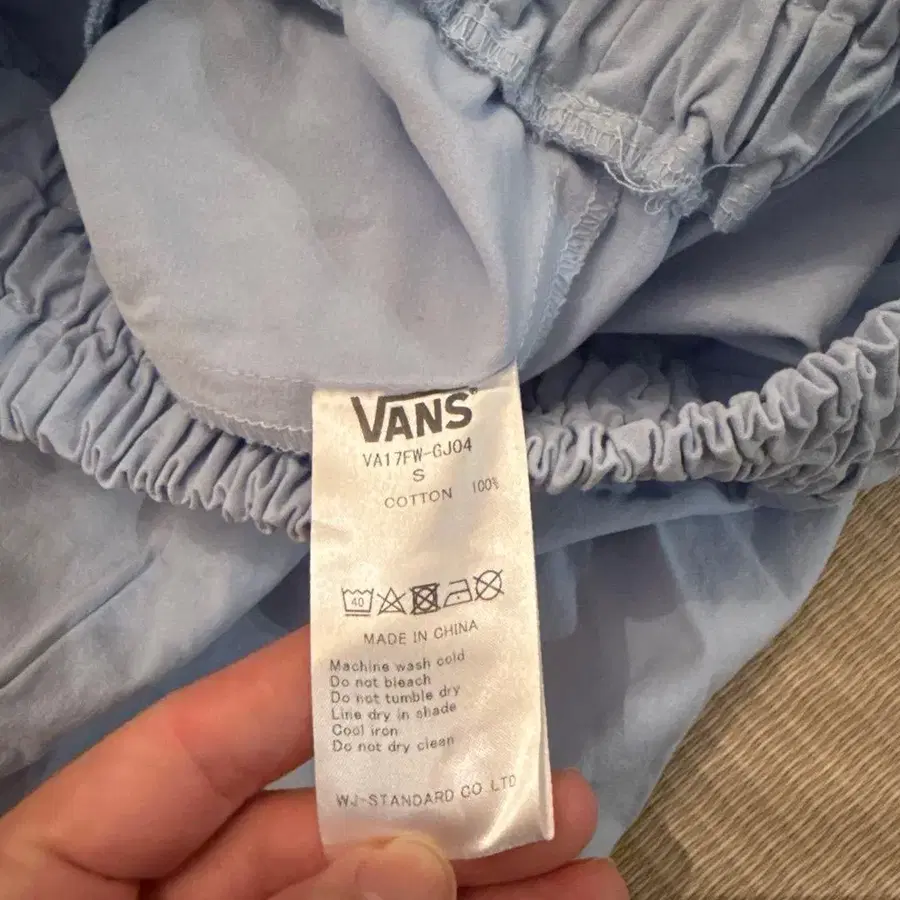 VANS
VA17FW-GJ04
S
COTTON 100%
40
MADE IN CHINA
Machine wash cold
Do not bleach
Do not tumble dry
Line dry in shade
Cool iron
Do not dry clean
WJ-STANDARD CO.LTD